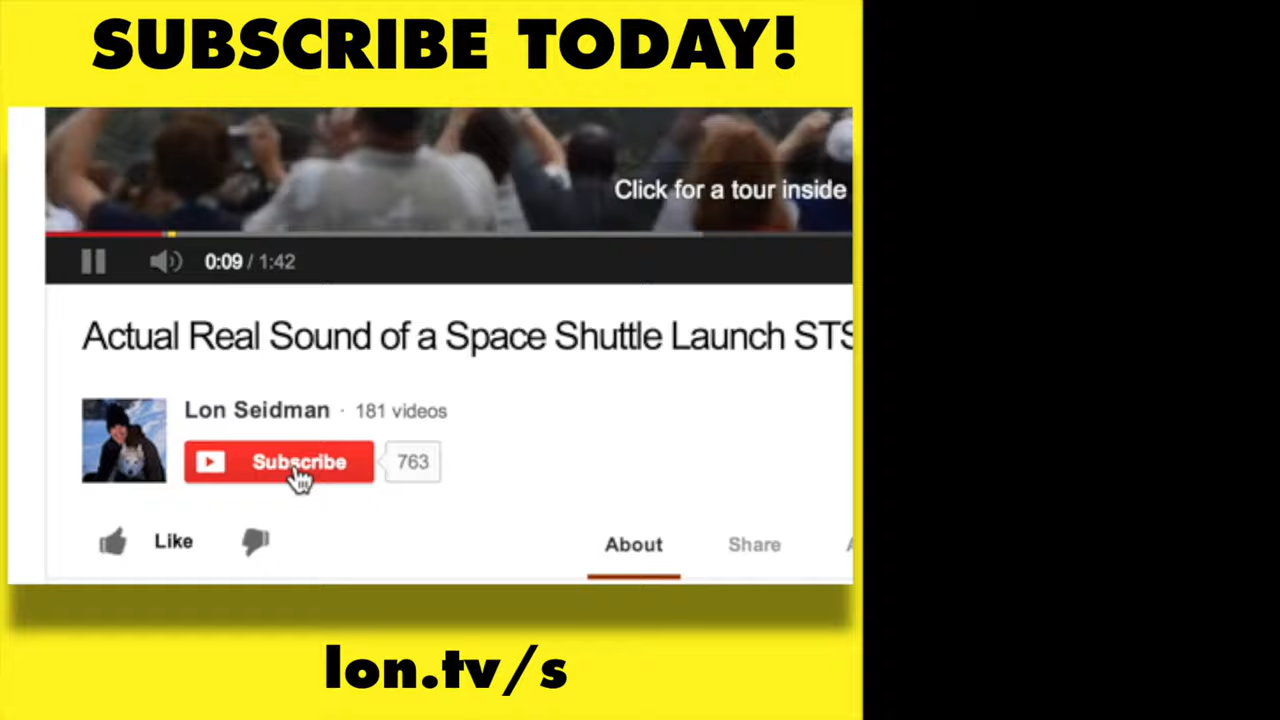 SUBSCRIBE TODAY!
Click for a tour inside
0:09 / 1:42
Actual Real Sound of a Space Shuttle Launch STS
Lon Seidman · 181 videos
Subscribe 763
Like
About Share
lon.tv/s